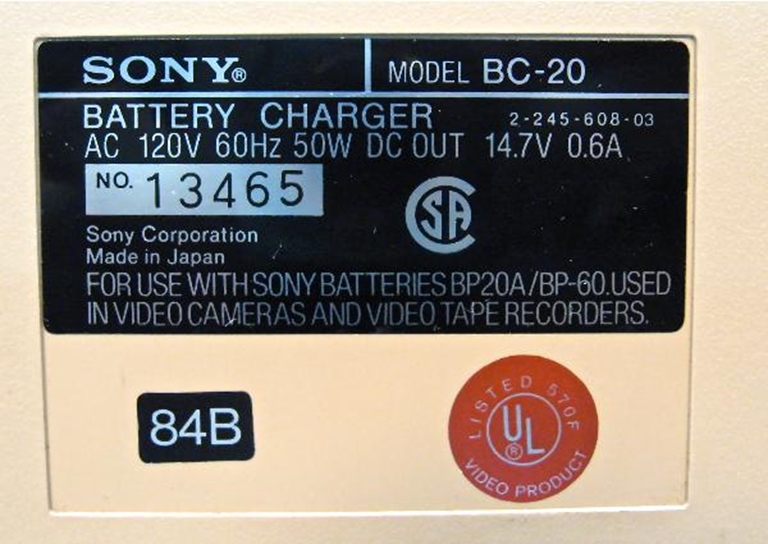 SONY® MODEL BC-20
BATTERY CHARGER 2-245-608-03
AC 120V 60Hz 50W DC OUT 14.7V 0.6A
NO. 13465
CSA
Sony Corporation
Made in Japan
FOR USE WITH SONY BATTERIES BP20A/BP-60.USED
IN VIDEO CAMERAS AND VIDEO TAPE RECORDERS.
84B
LISTED 570F
UL®
VIDEO PRODUCT